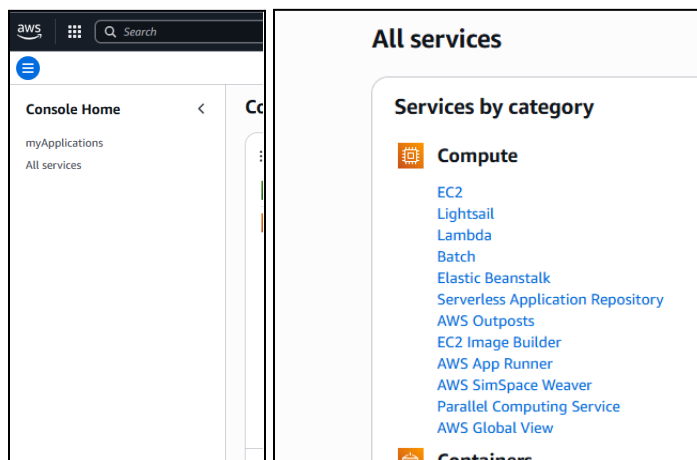 aws
Search
Console Home
Co
myApplications
All services
All services
Services by category
Compute
EC2
Lightsail
Lambda
Batch
Elastic Beanstalk
Serverless Application Repository
AWS Outposts
EC2 Image Builder
AWS App Runner
AWS SimSpace Weaver
Parallel Computing Service
AWS Global View
Containers